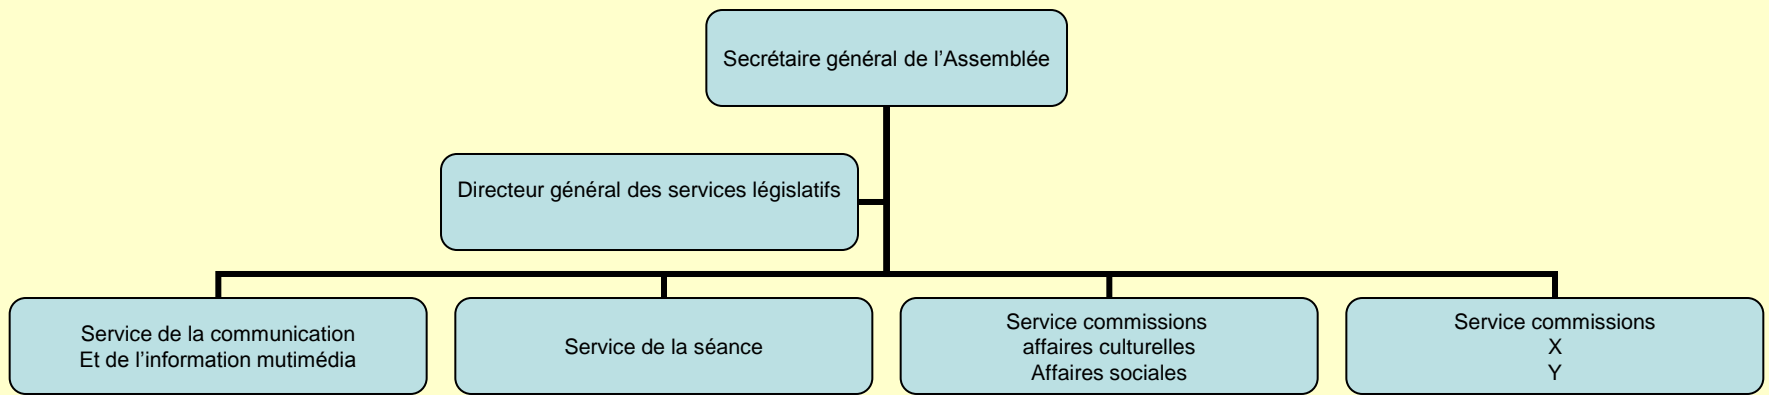 Secrétaire général de l’Assemblée
Directeur général des services législatifs
Service de la communication
Et de l’information mutimédia
Service de la séance
Service commissions
affaires culturelles
Affaires sociales
Service commissions
X
Y